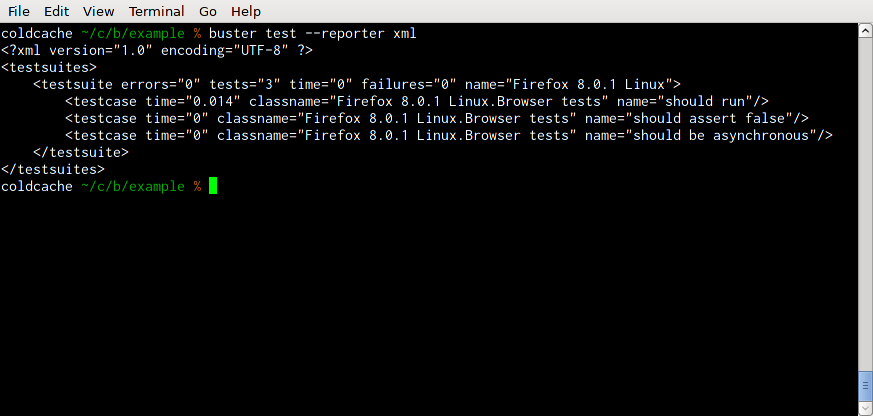 File Edit View Terminal Go Help
coldcache ~/c/b/example % buster test --reporter xml
<?xml version="1.0" encoding="UTF-8" ?>
<testsuites>
    <testsuite errors="0" tests="3" time="0" failures="0" name="Firefox 8.0.1 Linux">
        <testcase time="0.014" classname="Firefox 8.0.1 Linux.Browser tests" name="should run"/>
        <testcase time="0" classname="Firefox 8.0.1 Linux.Browser tests" name="should assert false"/>
        <testcase time="0" classname="Firefox 8.0.1 Linux.Browser tests" name="should be asynchronous"/>
    </testsuite>
</testsuites>
coldcache ~/c/b/example %